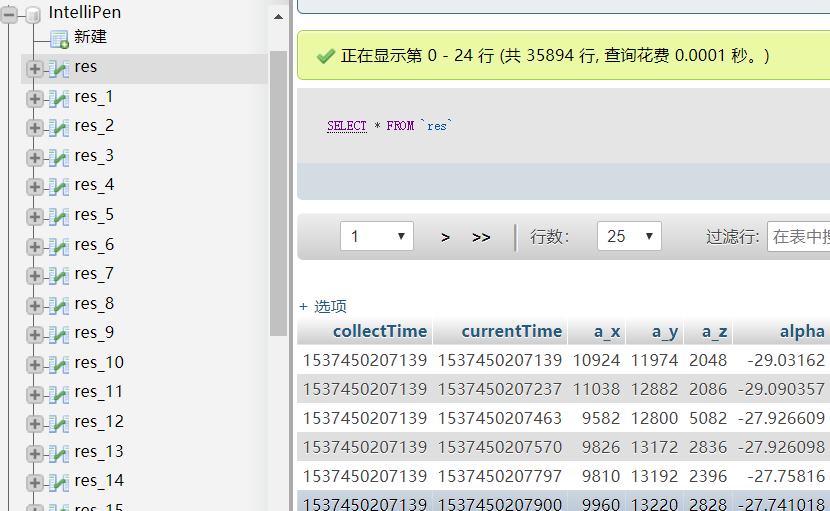 IntelliPen
新建
res
res_1
res_2
res_3
res_4
res_5
res_6
res_7
res_8
res_9
res_10
res_11
res_12
res_13
res_14
res_15
正在显示第 0 - 24 行 (共 35894 行, 查询花费 0.0001 秒。)
SELECT * FROM `res`
1 > >> 行数: 25 过滤行: 在表中搜
+ 选项
collectTime currentTime a_x a_y a_z alpha
1537450207139 1537450207139 10924 11974 2048 -29.03162
1537450207139 1537450207237 11038 12882 2086 -29.090357
1537450207139 1537450207463 9582 12800 5082 -27.926609
1537450207139 1537450207570 9826 13172 2836 -27.926098
1537450207139 1537450207797 9810 13192 2396 -27.75816
1537450207139 1537450207900 9960 13220 2828 -27.741018